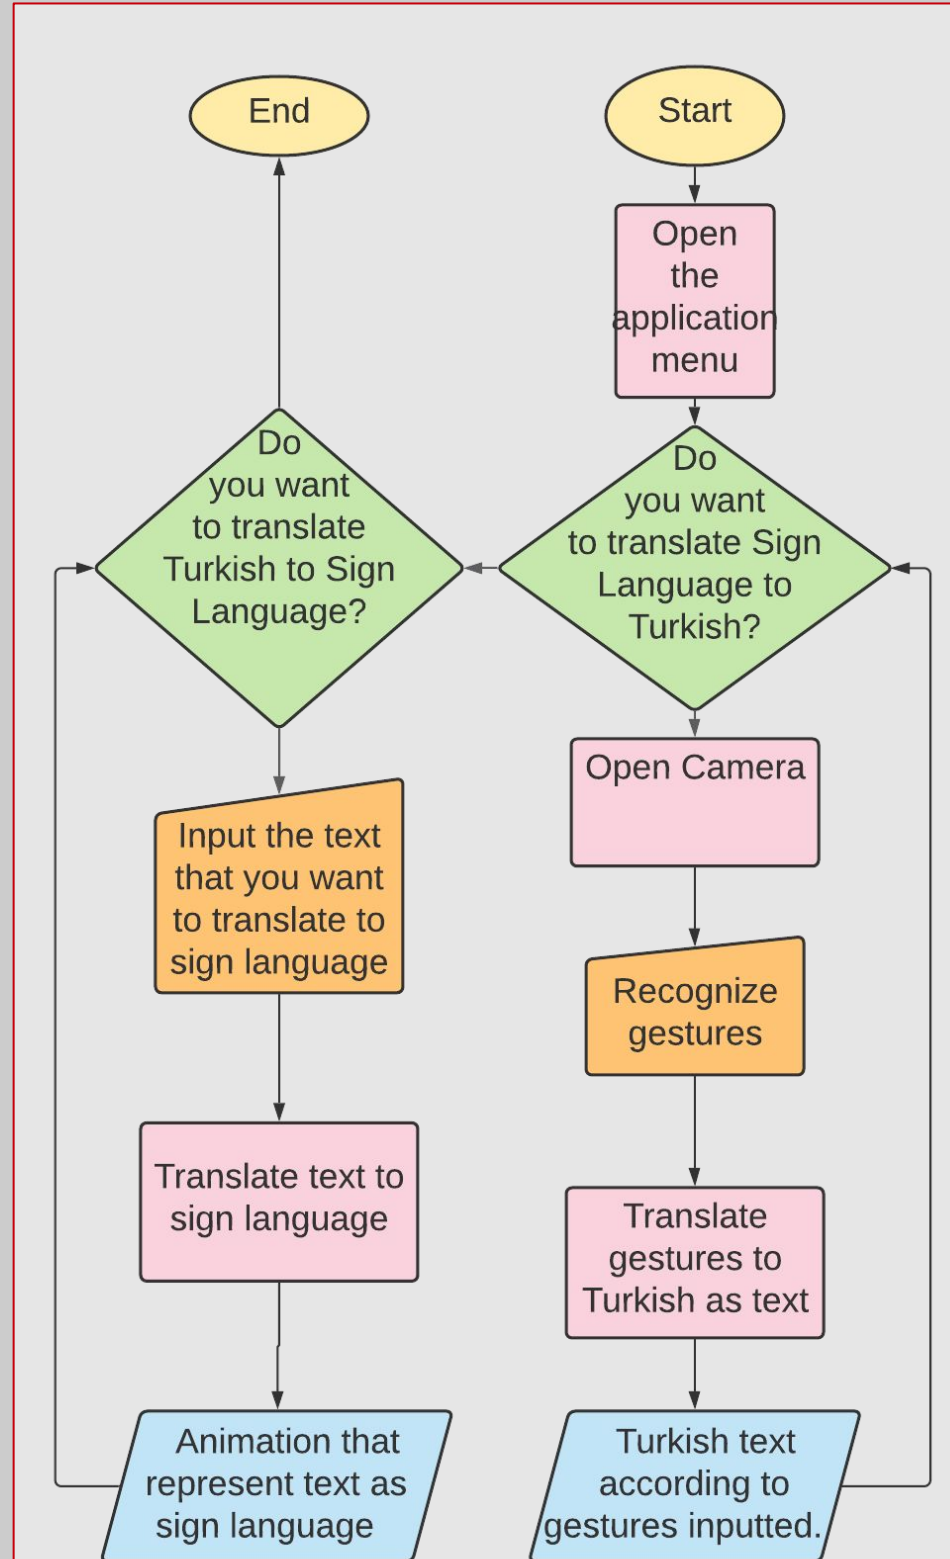 End
Start
Open
the
application
menu
Do
you want
to translate
Turkish to Sign
Language?
Do
you want
to translate Sign
Language to
Turkish?
Open Camera
Input the text
that you want
to translate to
sign language
Recognize
gestures
Translate text to
sign language
Translate
gestures to
Turkish as text
Animation that
represent text as
sign language
Turkish text
according to
gestures inputted.